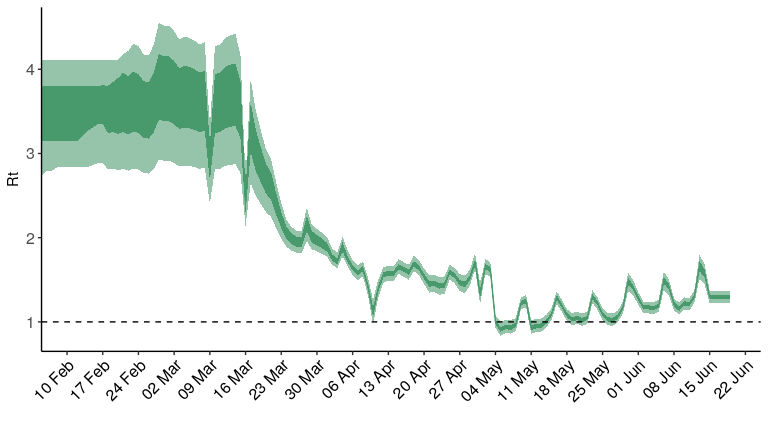 4
3
2
1
Rt
10 Feb
17 Feb
24 Feb
02 Mar
09 Mar
16 Mar
23 Mar
30 Mar
06 Apr
13 Apr
20 Apr
27 Apr
04 May
11 May
18 May
25 May
01 Jun
08 Jun
15 Jun
22 Jun